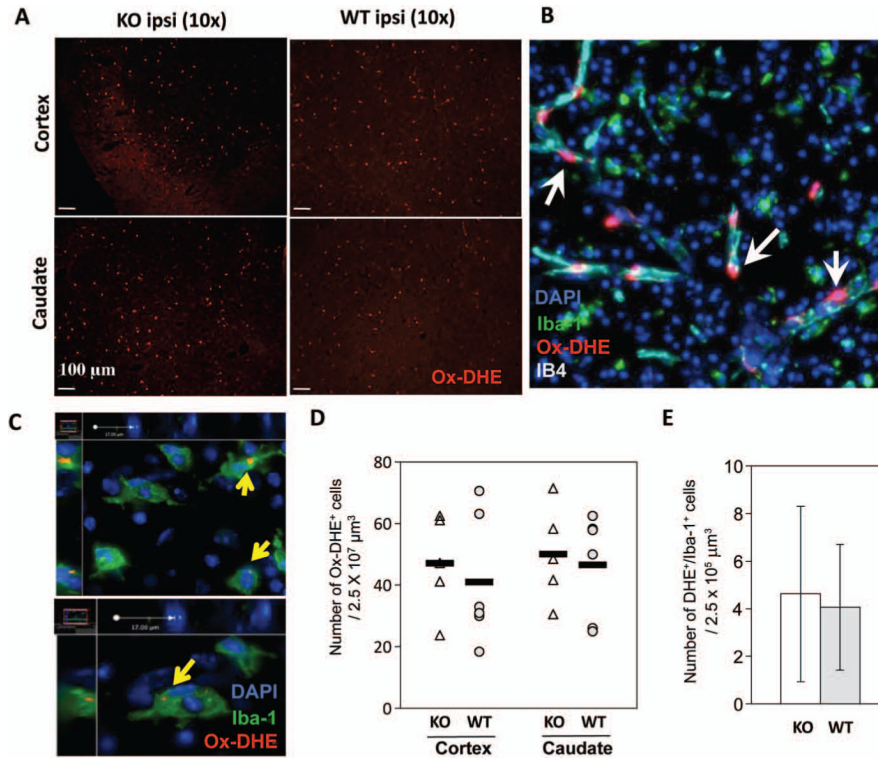 A
KO ipsi (10x)
WT ipsi (10x)
Cortex
Caudate
100 µm
Ox-DHE
B
DAPI
Iba-1
Ox-DHE
IB4
C
17.00 µm
17.00 µm
DAPI
Iba-1
Ox-DHE
D
Number of Ox-DHE⁺ cells
/ 2.5 X 10⁷ µm³
80
60
40
20
0
KO WT KO WT
Cortex Caudate
E
Number of DHE⁺/Iba-1⁺ cells
/ 2.5 x 10⁵ µm³
10
8
6
4
2
0
KO WT